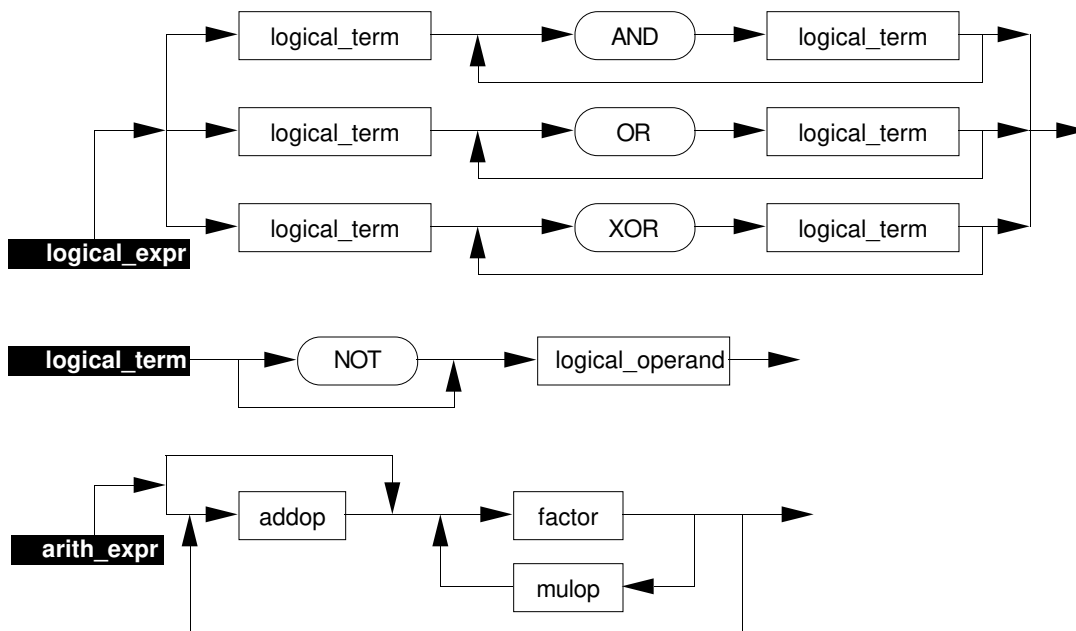 logical_term AND logical_term
logical_term OR logical_term
logical_term XOR logical_term
logical_expr
logical_term NOT logical_operand
addop factor
arith_expr
mulop